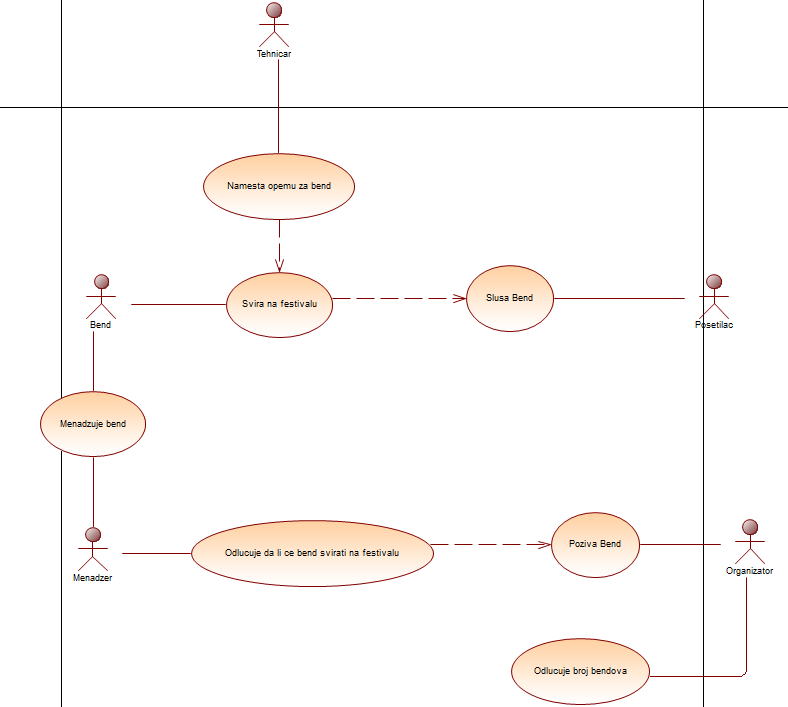 Tehnicar
Namesta opemu za bend
Svira na festivalu
Slusa Bend
Bend
Posetilac
Menadzuje bend
Odlucuje da li ce bend svirati na festivalu
Poziva Bend
Menadzer
Organizator
Odlucuje broj bendova